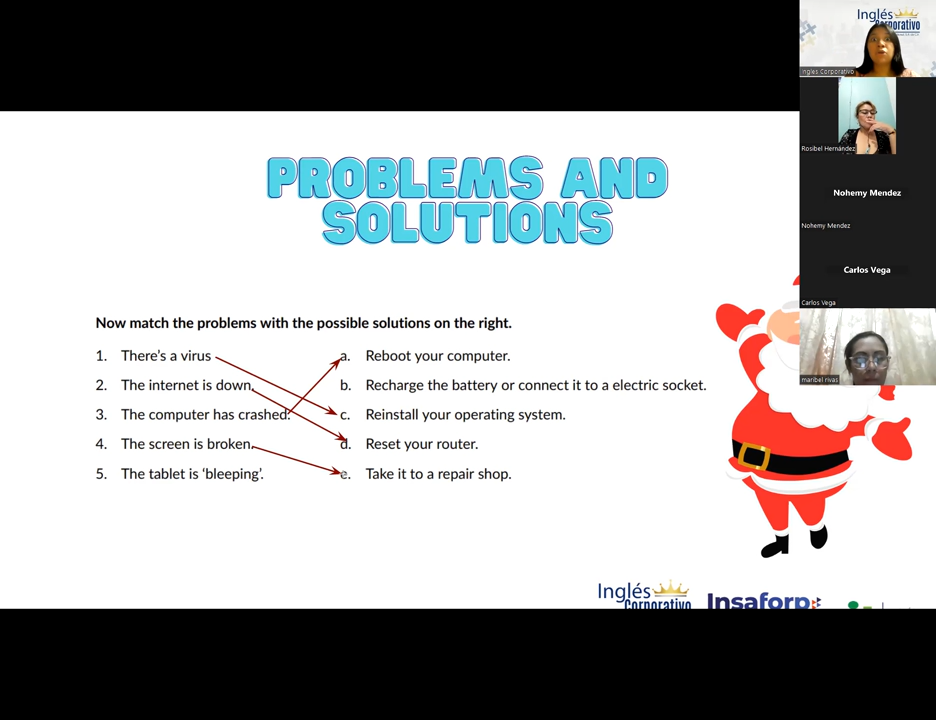 PROBLEMS AND
SOLUTIONS
Now match the problems with the possible solutions on the right.
1. There's a virus
2. The internet is down.
3. The computer has crashed.
4. The screen is broken.
5. The tablet is 'bleeping'.
a. Reboot your computer.
b. Recharge the battery or connect it to a electric socket.
c. Reinstall your operating system.
d. Reset your router.
e. Take it to a repair shop.
Inglés
Corporativo
Insaforp
Inglés
Corporativo
Ingles Corporativo
Rosibel Hernández
Nohemy Mendez
Nohemy Mendez
Carlos Vega
Carlos Vega
maribel rivas